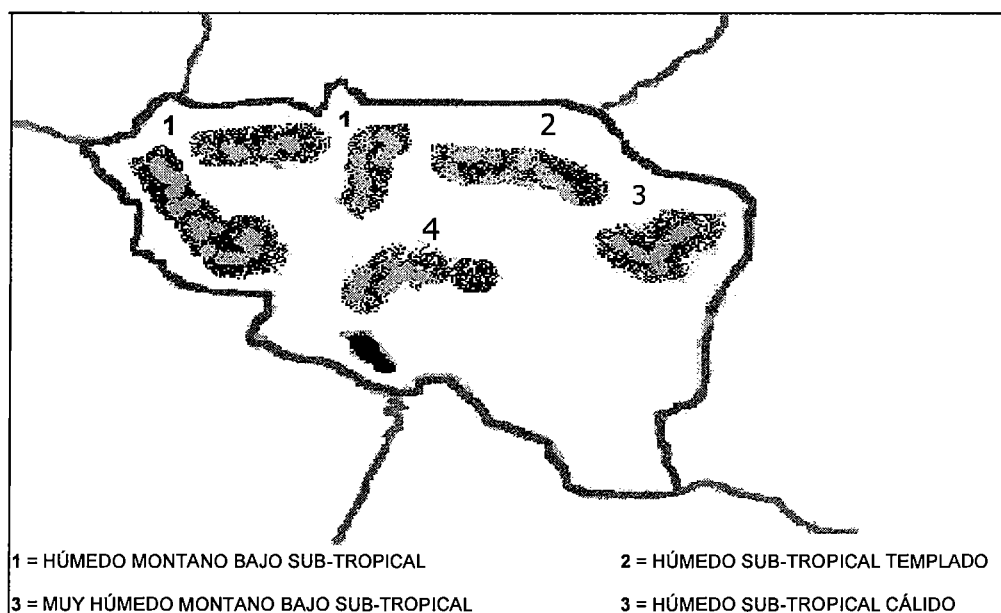 1 1 2
3
4
1 = HÚMEDO MONTANO BAJO SUB-TROPICAL 2 = HÚMEDO SUB-TROPICAL TEMPLADO
3 = MUY HÚMEDO MONTANO BAJO SUB-TROPICAL 3 = HÚMEDO SUB-TROPICAL CÁLIDO